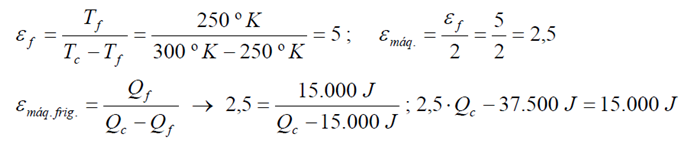 ε_f = T_f / (T_c − T_f) = 250 º K / (300 º K − 250 º K) = 5 ; ε_máq. = ε_f / 2 = 5 / 2 = 2,5
ε_máq.frig. = Q_f / (Q_c − Q_f) → 2,5 = 15.000 J / (Q_c − 15.000 J) ; 2,5 · Q_c − 37.500 J = 15.000 J